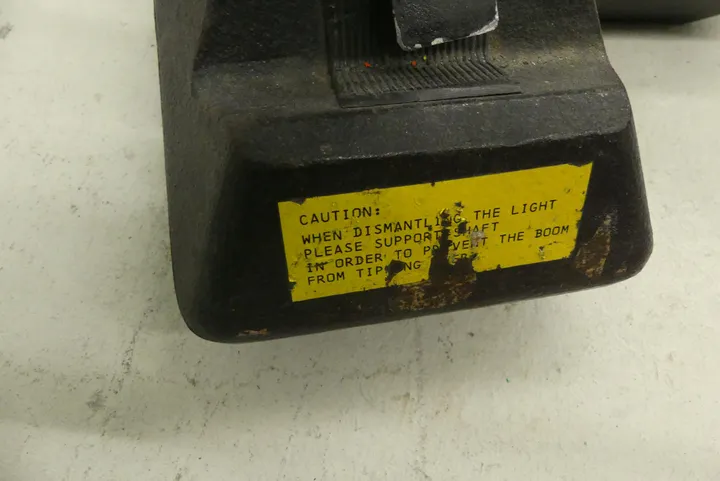 CAUTION:
WHEN DISMANTLING THE LIGHT
PLEASE SUPPORT SHAFT
IN ORDER TO PREVENT THE BOOM
FROM TIPPING